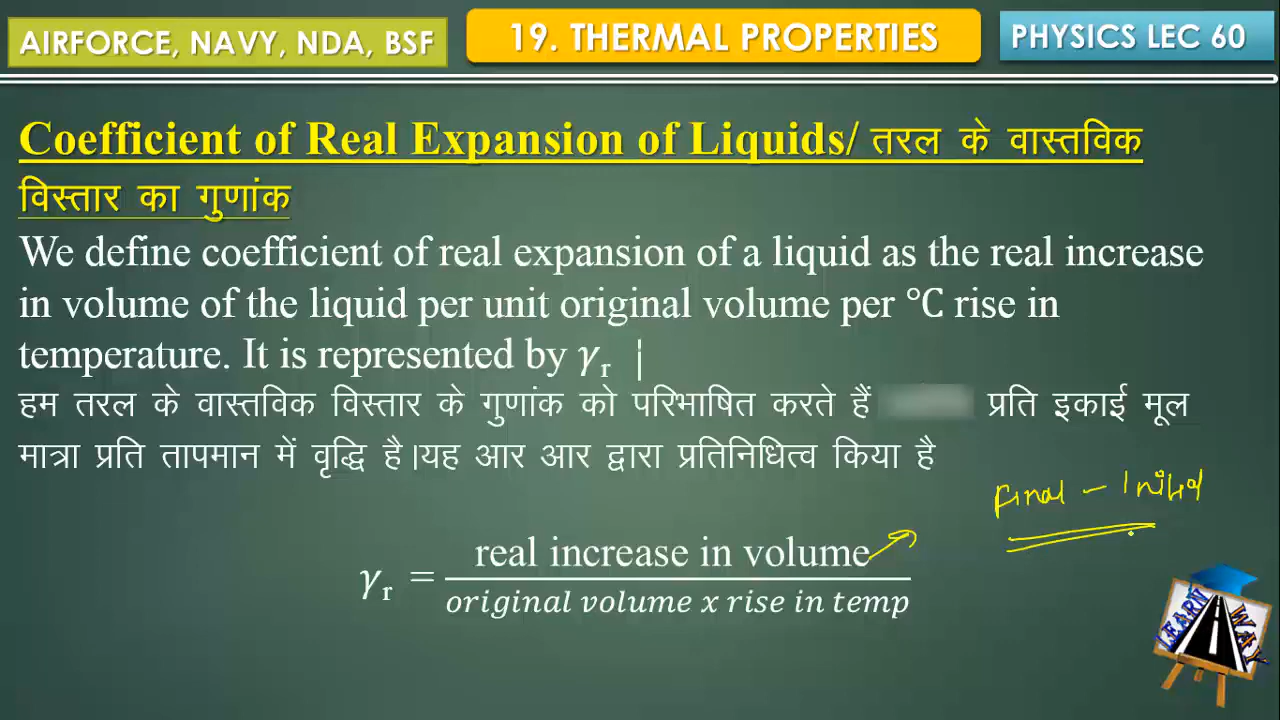 AIRFORCE, NAVY, NDA, BSF
19. THERMAL PROPERTIES
PHYSICS LEC 60
Coefficient of Real Expansion of Liquids/ तरल के वास्तविक
विस्तार का गुणांक
We define coefficient of real expansion of a liquid as the real increase
in volume of the liquid per unit original volume per °C rise in
temperature. It is represented by γr |
हम तरल के वास्तविक विस्तार के गुणांक को परिभाषित करते हैं प्रति इकाई मूल
मात्रा प्रति तापमान में वृद्धि है।यह आर आर द्वारा प्रतिनिधित्व किया है
Final - Initial
real increase in volume
γr =
original volume x rise in temp
LEARN WAY